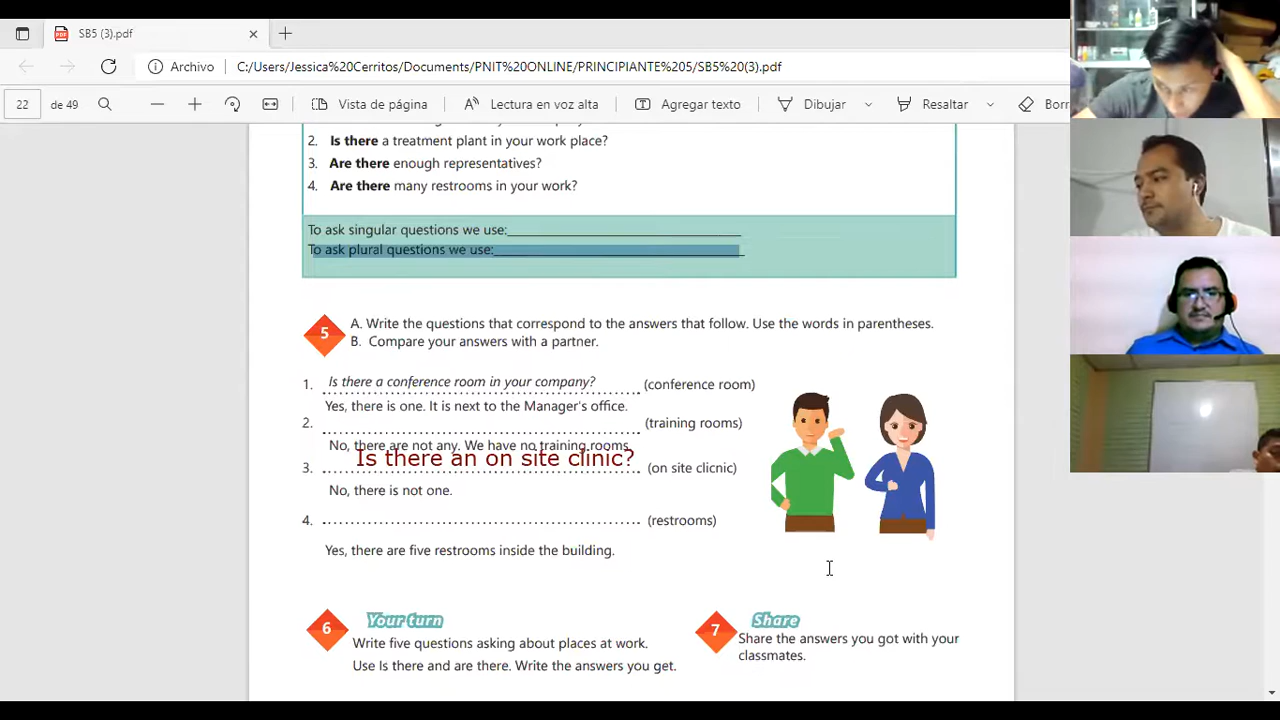 SB5 (3).pdf
Archivo
C:/Users/Jessica%20Cerritos/Documents/PNIT%20ONLINE/PRINCIPIANTE%205/SB5%20(3).pdf
22 de 49
Vista de página
Lectura en voz alta
Agregar texto
Dibujar
Resaltar
Borr
2. Is there a treatment plant in your work place?
3. Are there enough representatives?
4. Are there many restrooms in your work?
To ask singular questions we use:
To ask plural questions we use:
5
A. Write the questions that correspond to the answers that follow. Use the words in parentheses.
B. Compare your answers with a partner.
1. Is there a conference room in your company? (conference room)
Yes, there is one. It is next to the Manager's office.
2. (training rooms)
No, there are not any. We have no training rooms.
Is there an on site clinic?
3. (on site clicnic)
No, there is not one.
4. (restrooms)
Yes, there are five restrooms inside the building.
6 Your turn
Write five questions asking about places at work.
Use Is there and are there. Write the answers you get.
7 Share
Share the answers you got with your
classmates.